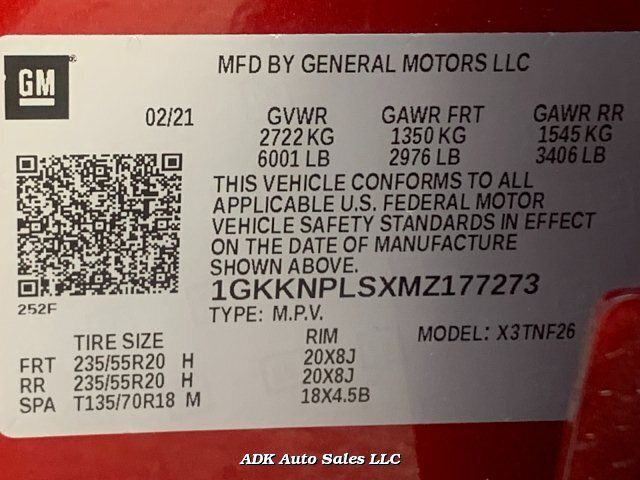 GM
MFD BY GENERAL MOTORS LLC
02/21 GVWR GAWR FRT GAWR RR
2722 KG 1350 KG 1545 KG
6001 LB 2976 LB 3406 LB
THIS VEHICLE CONFORMS TO ALL
APPLICABLE U.S. FEDERAL MOTOR
VEHICLE SAFETY STANDARDS IN EFFECT
ON THE DATE OF MANUFACTURE
SHOWN ABOVE.
1GKKNPLSXMZ177273
252F
TYPE: M.P.V.
TIRE SIZE RIM MODEL: X3TNF26
FRT 235/55R20 H 20X8J
RR 235/55R20 H 20X8J
SPA T135/70R18 M 18X4.5B
ADK Auto Sales LLC